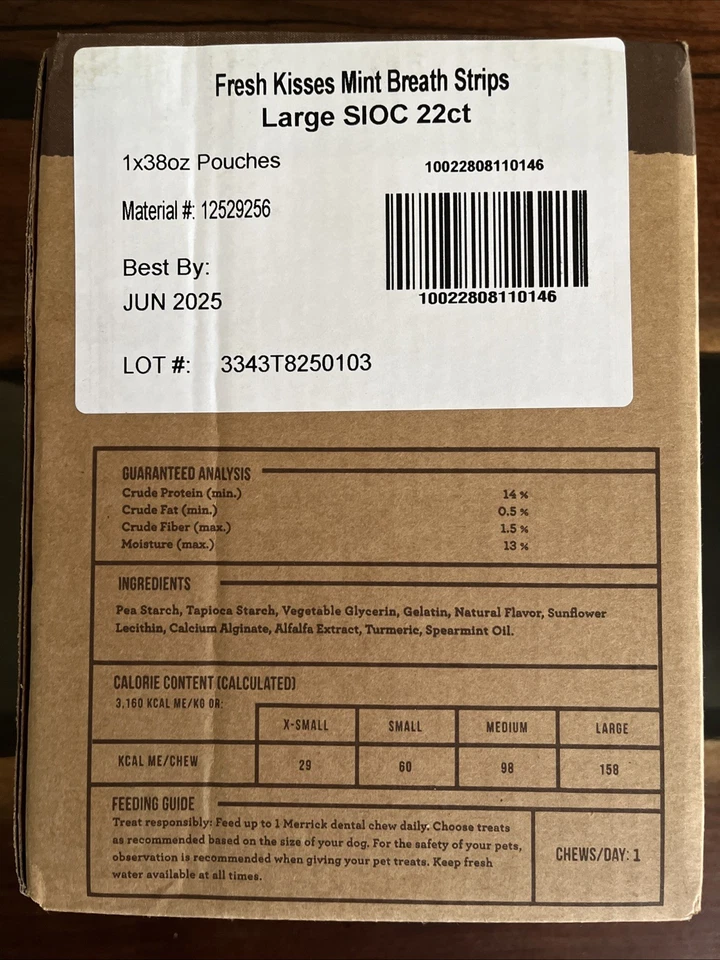 Fresh Kisses Mint Breath Strips
Large SIOC 22ct
1x38oz Pouches
10022808110146
Material #: 12529256
10022808110146
Best By:
JUN 2025
LOT #: 3343T8250103
GUARANTEED ANALYSIS
Crude Protein (min.) 14 %
Crude Fat (min.) 0.5 %
Crude Fiber (max.) 1.5 %
Moisture (max.) 13 %
INGREDIENTS
Pea Starch, Tapioca Starch, Vegetable Glycerin, Gelatin, Natural Flavor, Sunflower
Lecithin, Calcium Alginate, Alfalfa Extract, Turmeric, Spearmint Oil.
CALORIE CONTENT (CALCULATED)
3,160 KCAL ME/KG OR:
X-SMALL SMALL MEDIUM LARGE
KCAL ME/CHEW 29 60 98 158
FEEDING GUIDE
Treat responsibly: Feed up to 1 Merrick dental chew daily. Choose treats
as recommended based on the size of your dog. For the safety of your pets,
observation is recommended when giving your pet treats. Keep fresh
water available at all times.
CHEWS/DAY: 1